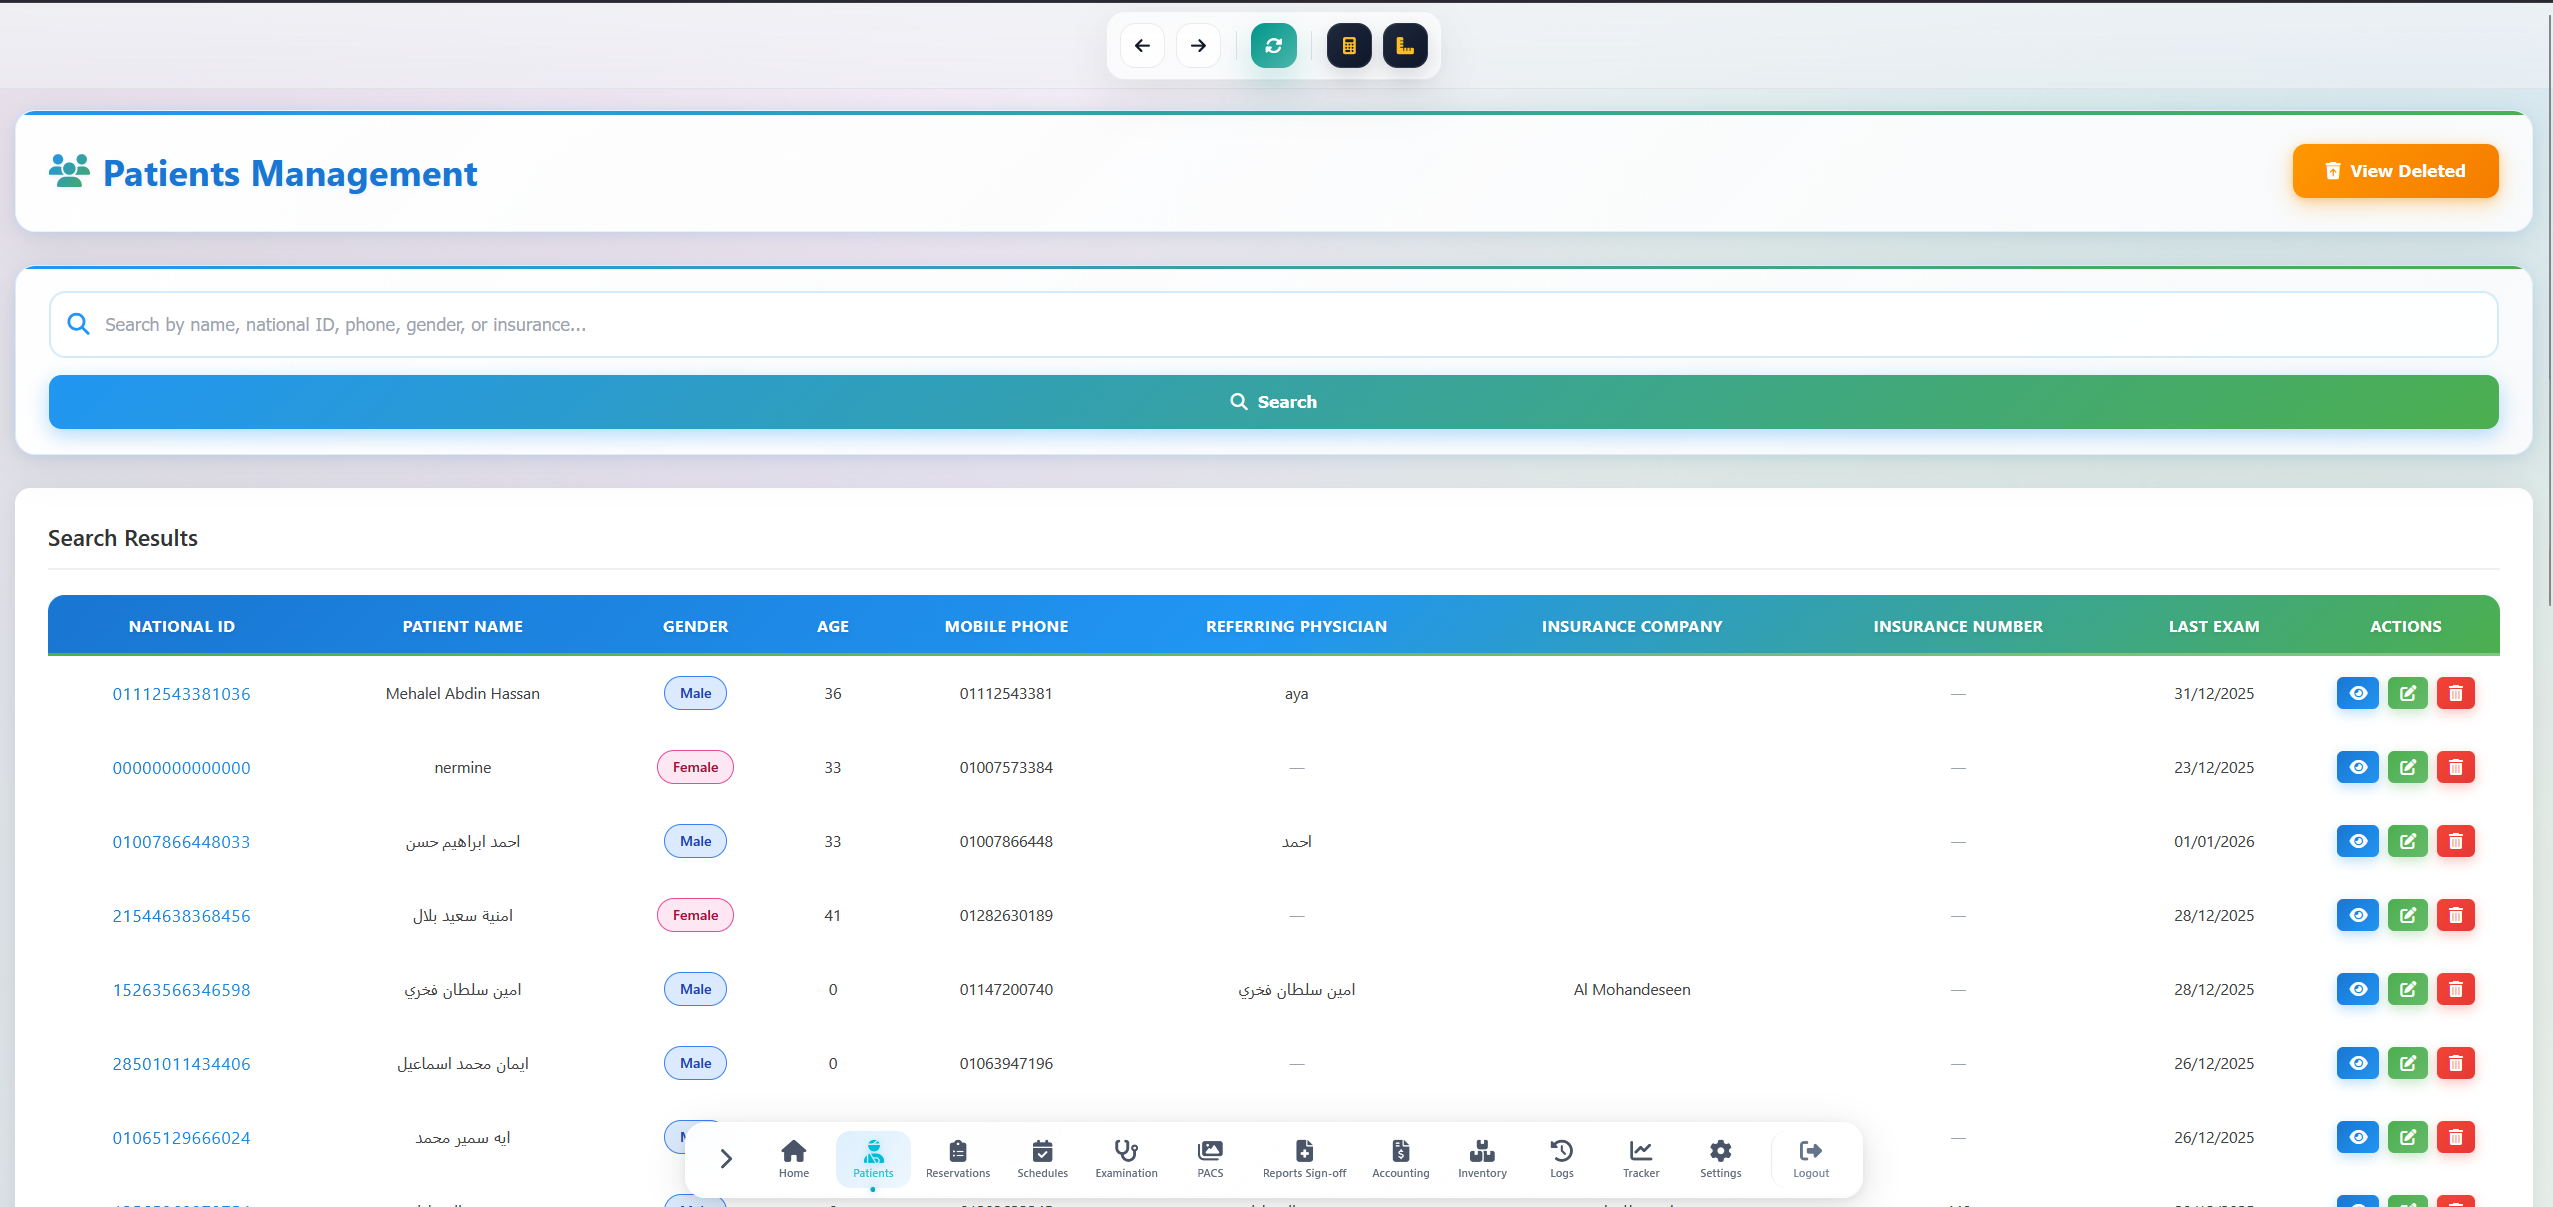 Patients Management
View Deleted
Search by name, national ID, phone, gender, or insurance...
Search
Search Results
NATIONAL ID PATIENT NAME GENDER AGE MOBILE PHONE REFERRING PHYSICIAN INSURANCE COMPANY INSURANCE NUMBER LAST EXAM ACTIONS
01112543381036 Mehalel Abdin Hassan Male 36 01112543381 aya — 31/12/2025
00000000000000 nermine Female 33 01007573384 — — 23/12/2025
01007866448033 احمد ابراهيم حسن Male 33 01007866448 احمد — 01/01/2026
21544638368456 امنية سعيد بلال Female 41 01282630189 — — 28/12/2025
15263566346598 امين سلطان فخري Male 0 01147200740 امين سلطان فخري Al Mohandeseen — 28/12/2025
28501011434406 ايمان محمد اسماعيل Male 0 01063947196 — — 26/12/2025
01065129666024 ايه سمير محمد — 26/12/2025
Home Patients Reservations Schedules Examination PACS Reports Sign-off Accounting Inventory Logs Tracker Settings Logout